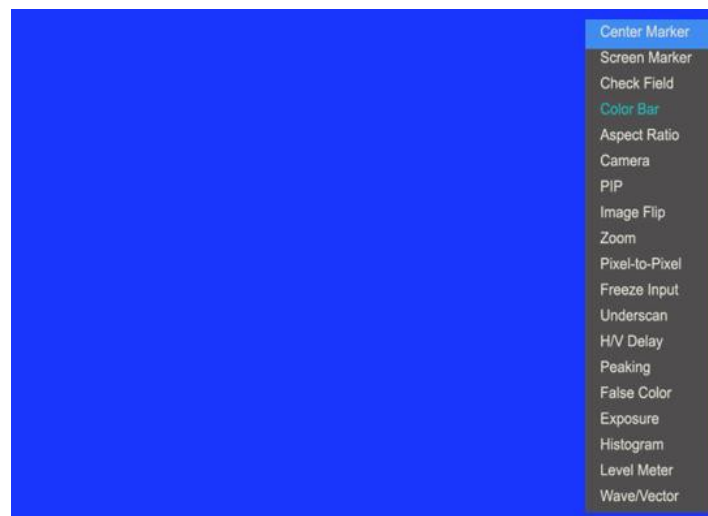 Center Marker
Screen Marker
Check Field
Color Bar
Aspect Ratio
Camera
PIP
Image Flip
Zoom
Pixel-to-Pixel
Freeze Input
Underscan
H/V Delay
Peaking
False Color
Exposure
Histogram
Level Meter
Wave/Vector